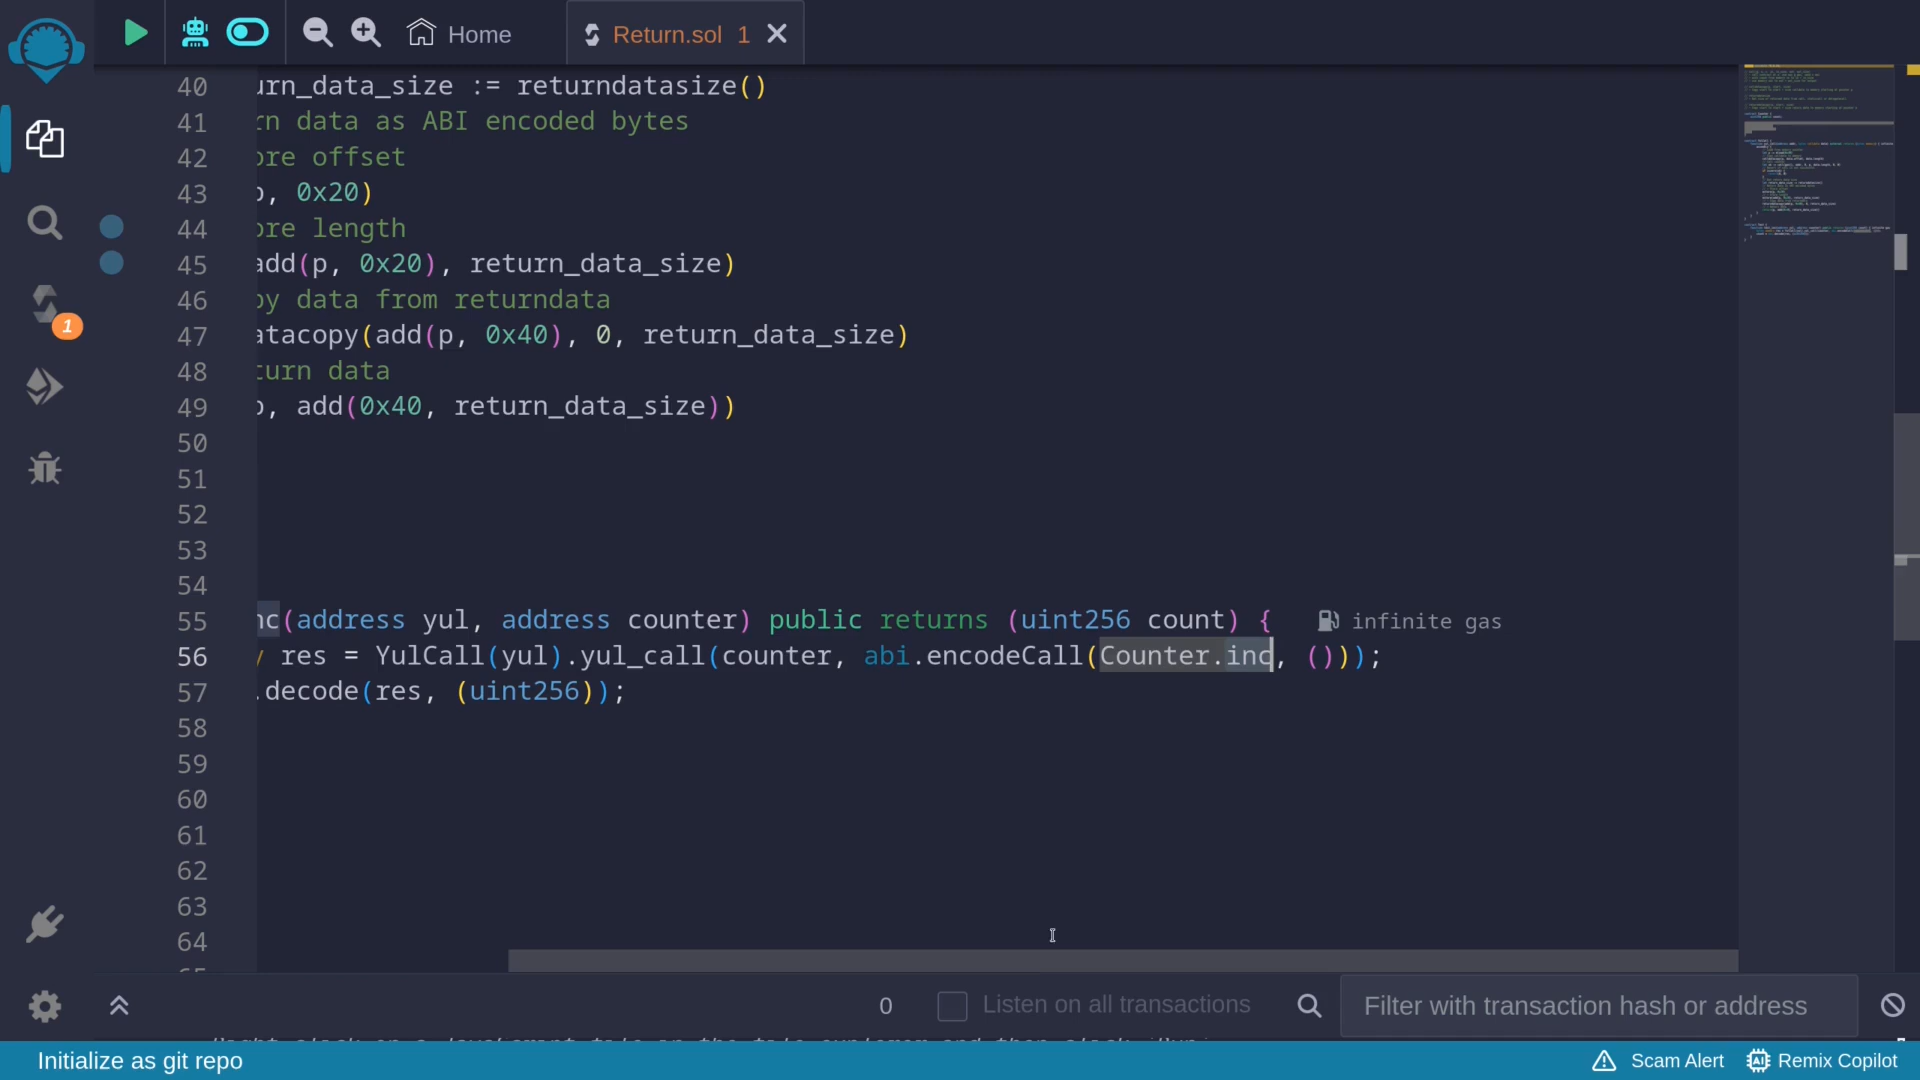 Home
Return.sol 1
40 urn_data_size := returndatasize()
41 rn data as ABI encoded bytes
42 ore offset
43 p, 0x20)
44 ore length
45 add(p, 0x20), return_data_size)
46 py data from returndata
47 atacopy(add(p, 0x40), 0, return_data_size)
48 turn data
49 p, add(0x40, return_data_size))
50
51
52
53
54
55 nc(address yul, address counter) public returns (uint256 count) { infinite gas
56 y res = YulCall(yul).yul_call(counter, abi.encodeCall(Counter.inc, ()));
57 .decode(res, (uint256));
58
59
60
61
62
63
64
1
0
Listen on all transactions
Filter with transaction hash or address
Initialize as git repo
Scam Alert
Remix Copilot